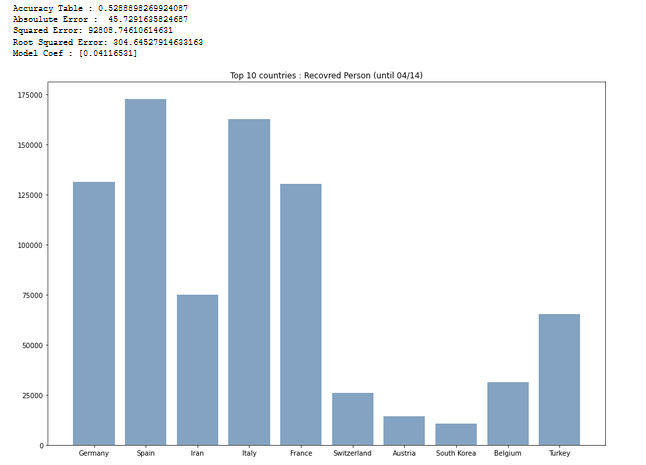 Accuracy Table : 0.5288898269924087
Absoulute Error :  45.7291635824687
Squared Error: 92808.74610614631
Root Squared Error: 304.64527914633163
Model Coef : [0.04116531]
Top 10 countries : Recovred Person (until 04/14)
175000
150000
125000
100000
75000
50000
25000
0
Germany Spain Iran Italy France Switzerland Austria South Korea Belgium Turkey